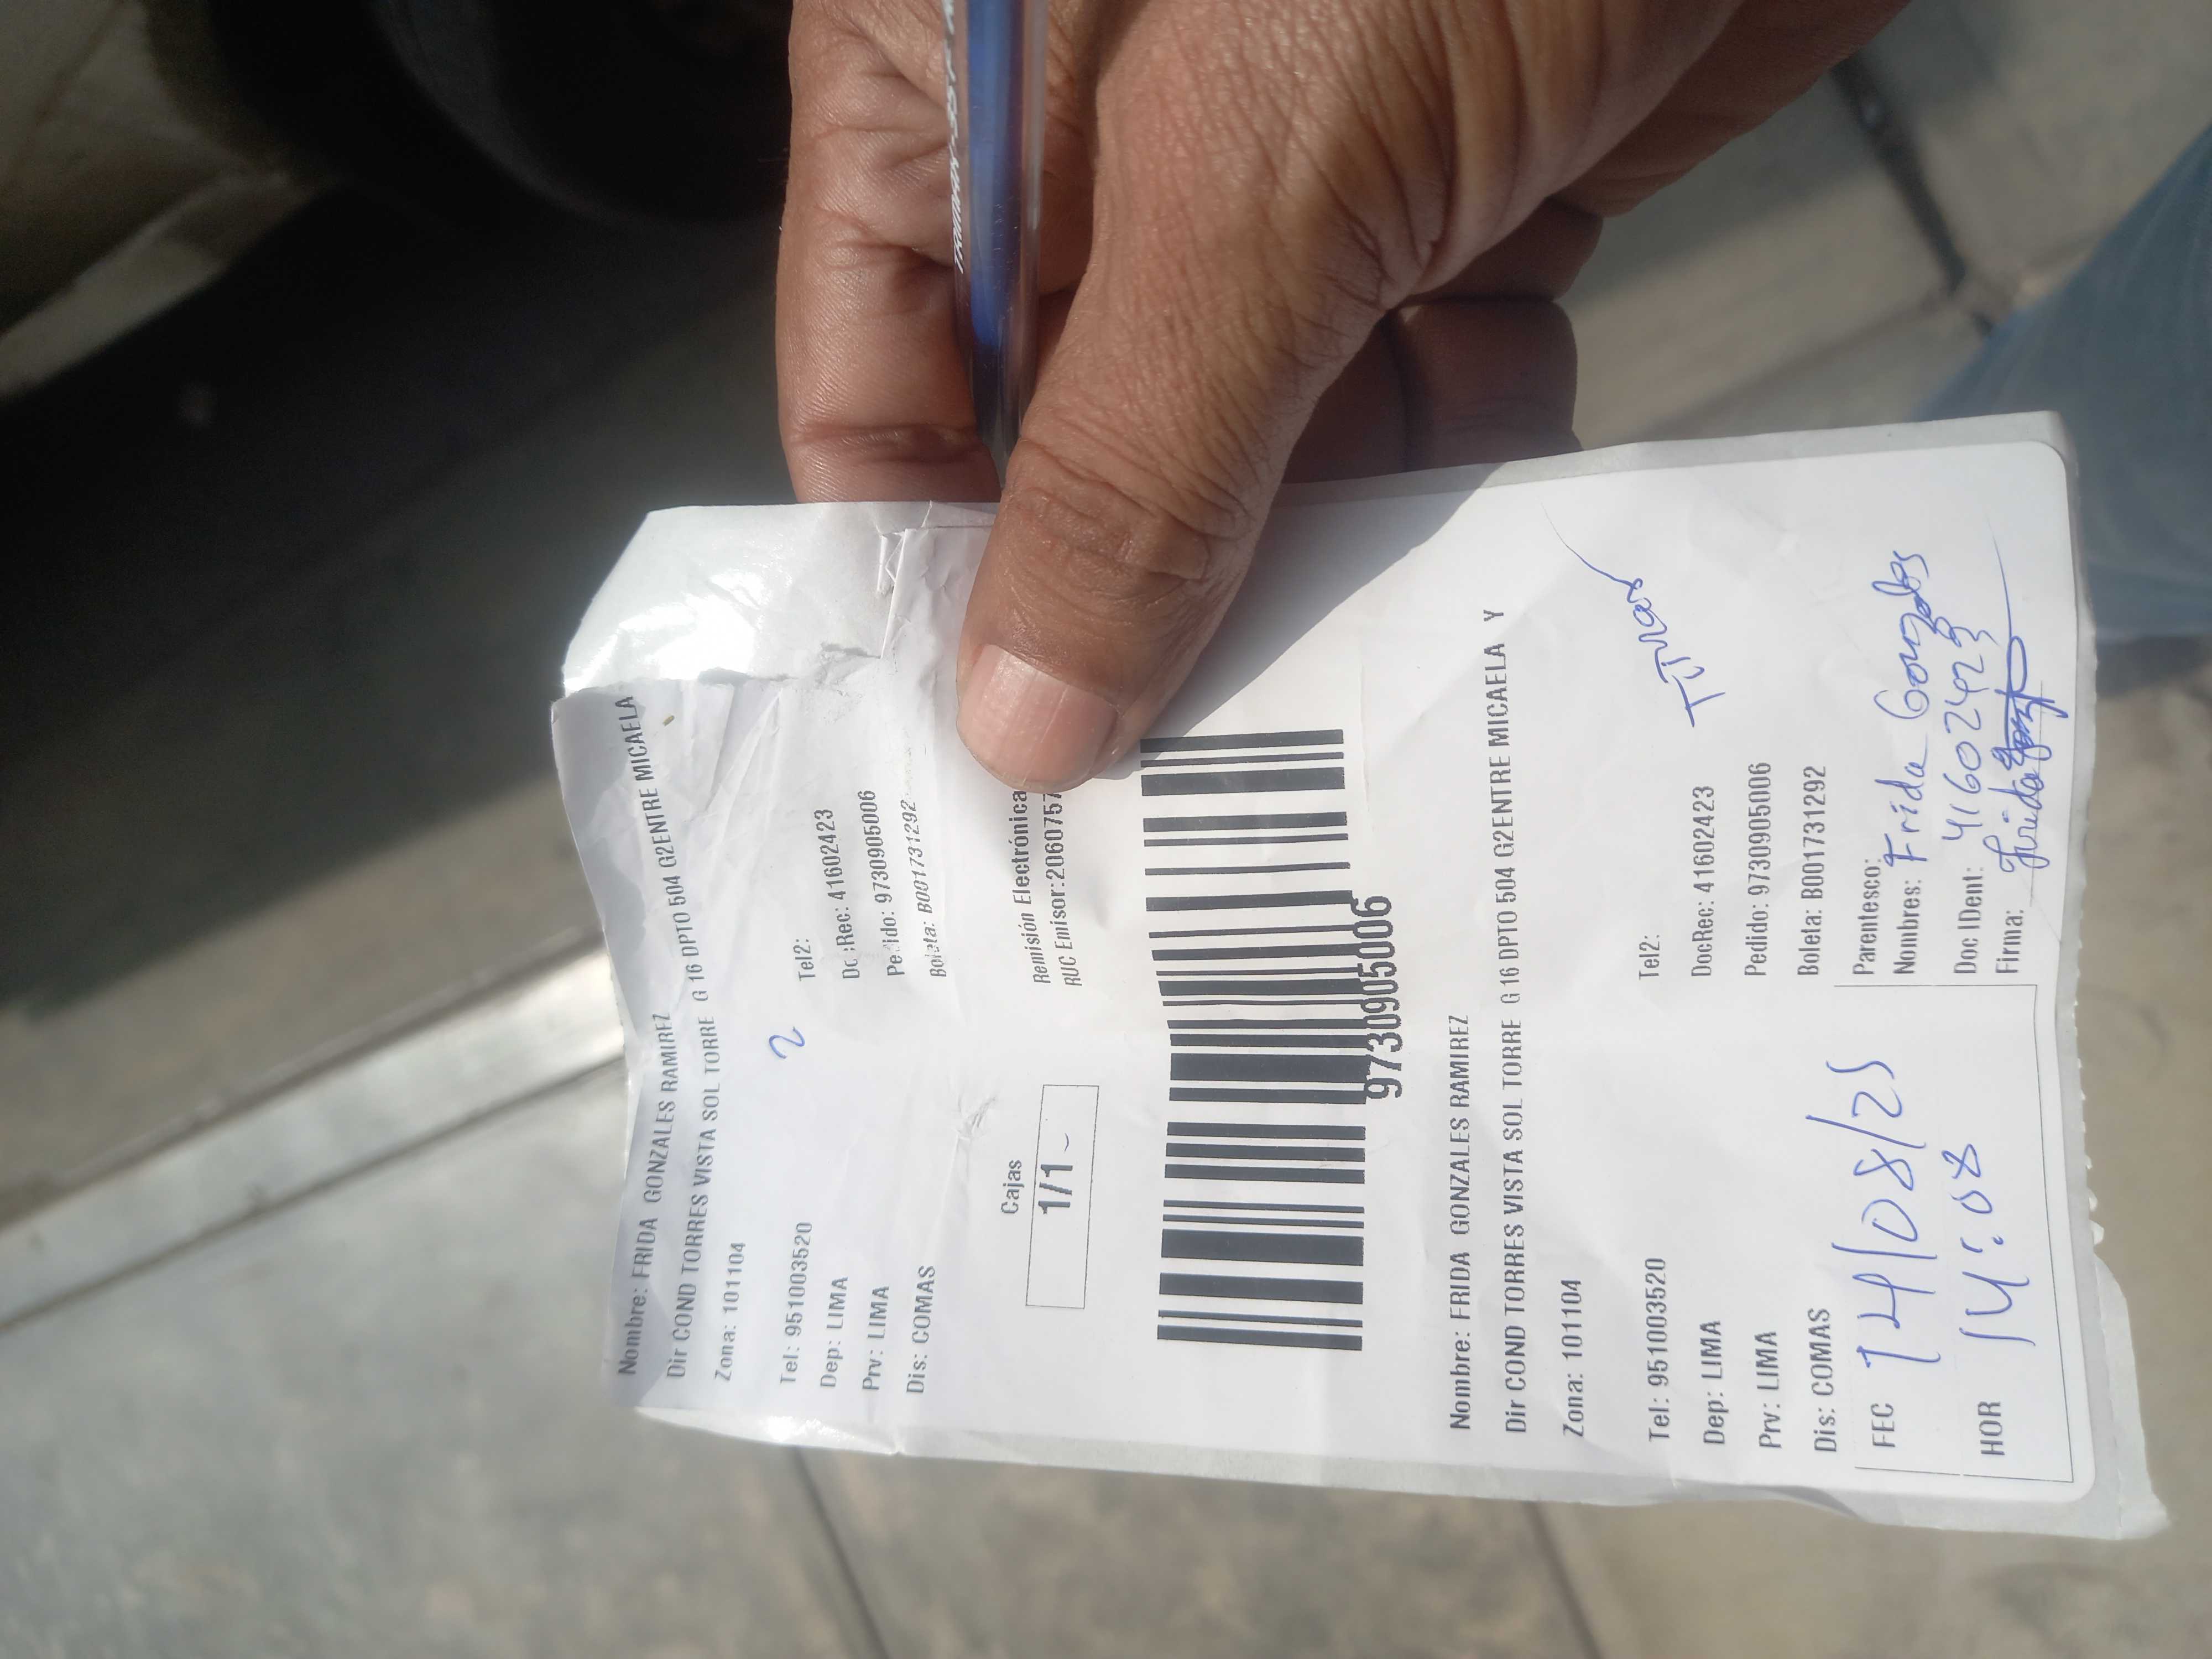 Nombre: FRIDA GONZALES RAMIREZ
Dir COND TORRES VISTA SOL TORRE G 16 DPTO 504 G2ENTRE MICAELA
Zona: 101104
2
Tel: 951003520 Tel2:
Dep: LIMA DocRec: 41602423
Prv: LIMA Pedido: 9730905006
Dis: COMAS Boleta: B001731292
Cajas
1/1
Remisión Electrónica
RUC Emisor:2060757
9730905006
Nombre: FRIDA GONZALES RAMIREZ
Dir COND TORRES VISTA SOL TORRE G 16 DPTO 504 G2ENTRE MICAELA Y
Zona: 101104
Titular
Tel: 951003520 Tel2:
Dep: LIMA DocRec: 41602423
Prv: LIMA Pedido: 9730905006
Dis: COMAS Boleta: B001731292
FEC 14/08/25
HOR 14:08
Parentesco:
Nombres: Frida Gonzales
Doc IDent: 41602423
Firma: